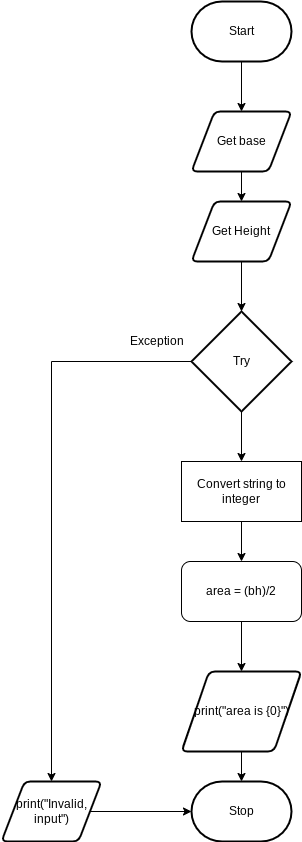 Start
Get base
Get Height
Exception
Try
Convert string to
integer
area = (bh)/2
print("area is {0}")
print("Invalid,
input")
Stop